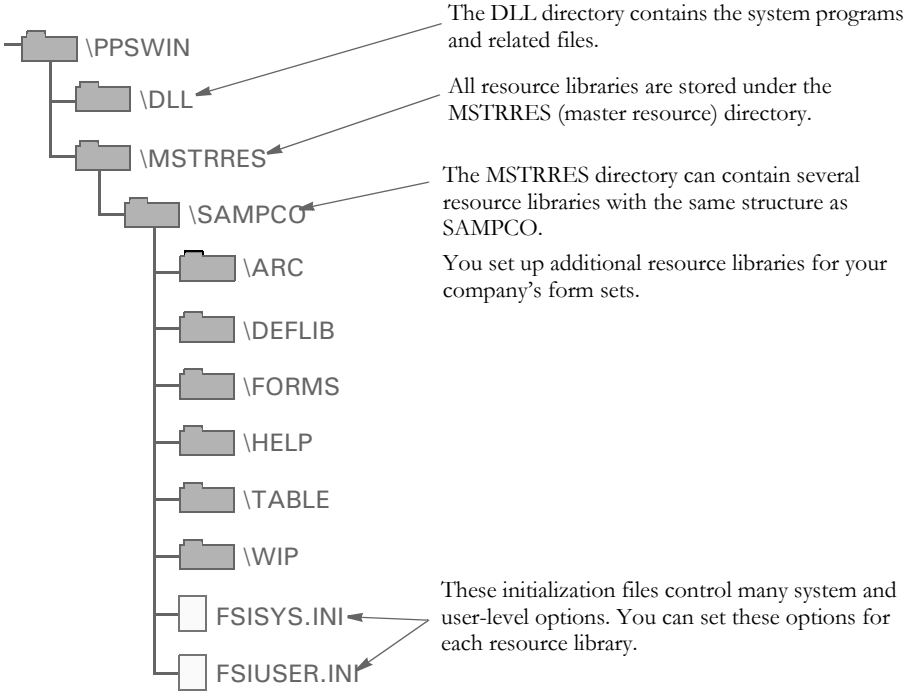 The DLL directory contains the system programs
and related files.
\PPSWIN
\DLL
All resource libraries are stored under the
MSTRRES (master resource) directory.
\MSTRRES
The MSTRRES directory can contain several
resource libraries with the same structure as
SAMPCO.
\SAMPCO
You set up additional resource libraries for your
company’s form sets.
\ARC
\DEFLIB
\FORMS
\HELP
\TABLE
\WIP
These initialization files control many system and
user-level options. You can set these options for
each resource library.
FSISYS.INI
FSIUSER.INI